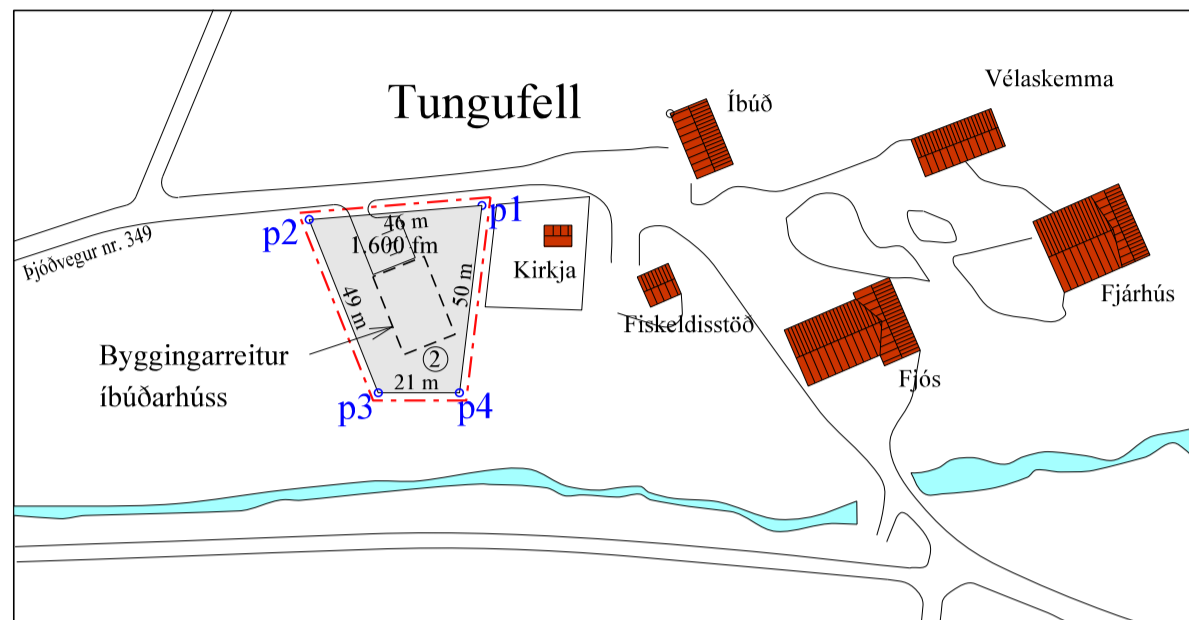 Tungufell
Íbúð
Vélaskemma
Þjóðvegur nr. 349
p2
46 m
p1
1.600 fm
Kirkja
50 m
49 m
Fiskeldisstöð
Fjárhús
Fjós
Byggingarreitur
íbúðarhúss
2
21 m
p3
p4